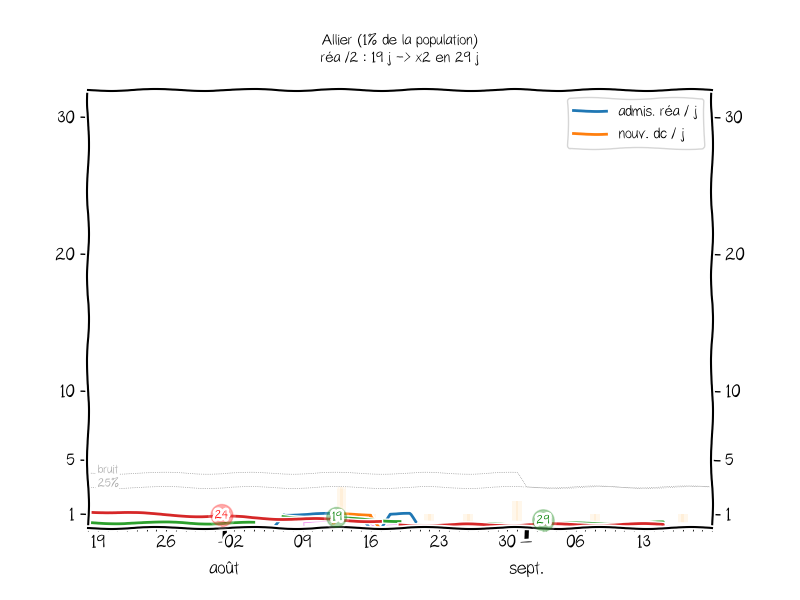 Allier (1% de la population)
réa /2 : 19 j -> x2 en 29 j
admis. réa / j
nouv. dc / j
30
30
20
20
10
10
5
5
bruit
25%
1
1
24
19
29
19 26 02 09 16 23 30 06 13
août sept.